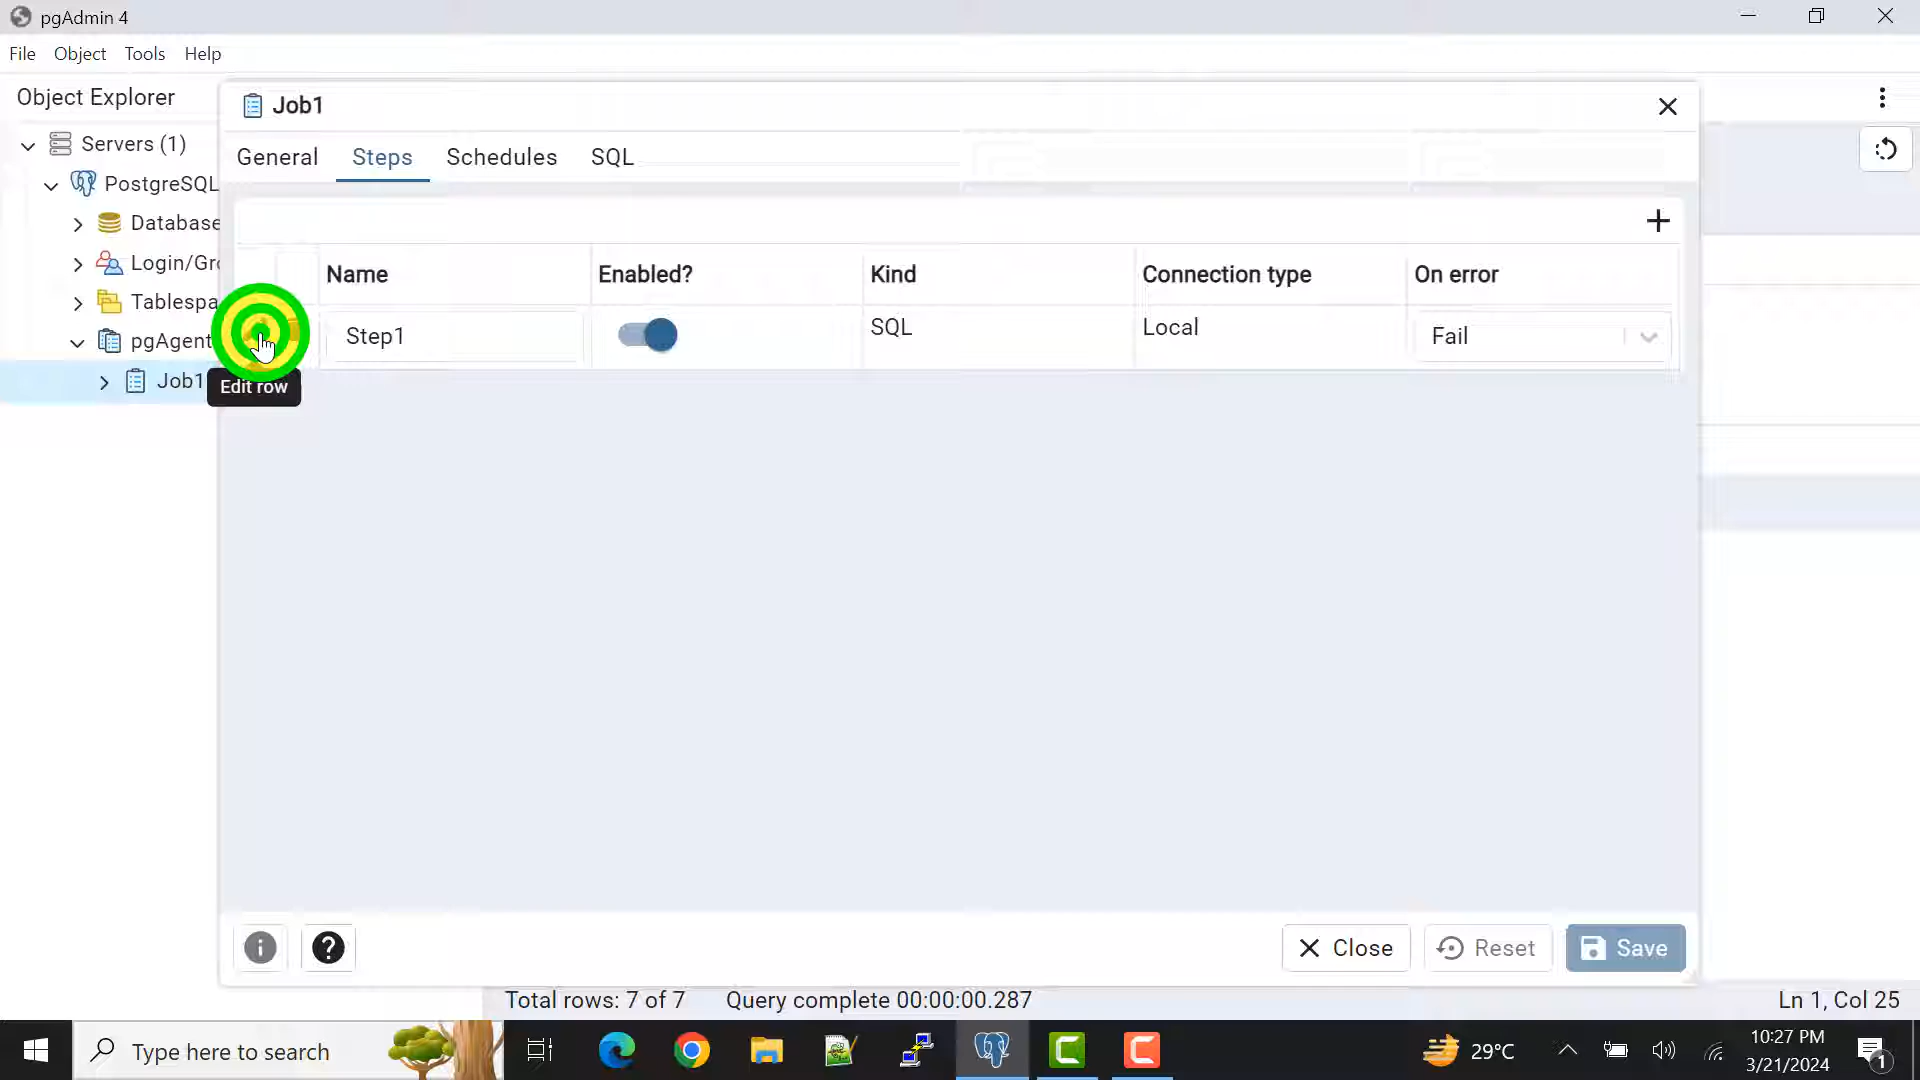 pgAdmin 4
File Object Tools Help
Object Explorer
Servers (1)
PostgreSQL
Database
Login/Gro
Tablespa
pgAgent
Job1
Job1
General Steps Schedules SQL
Name Enabled? Kind Connection type On error
Step1 SQL Local Fail
Edit row
Close Reset Save
Total rows: 7 of 7 Query complete 00:00:00.287 Ln 1, Col 25
Type here to search
29°C
10:27 PM
3/21/2024
1